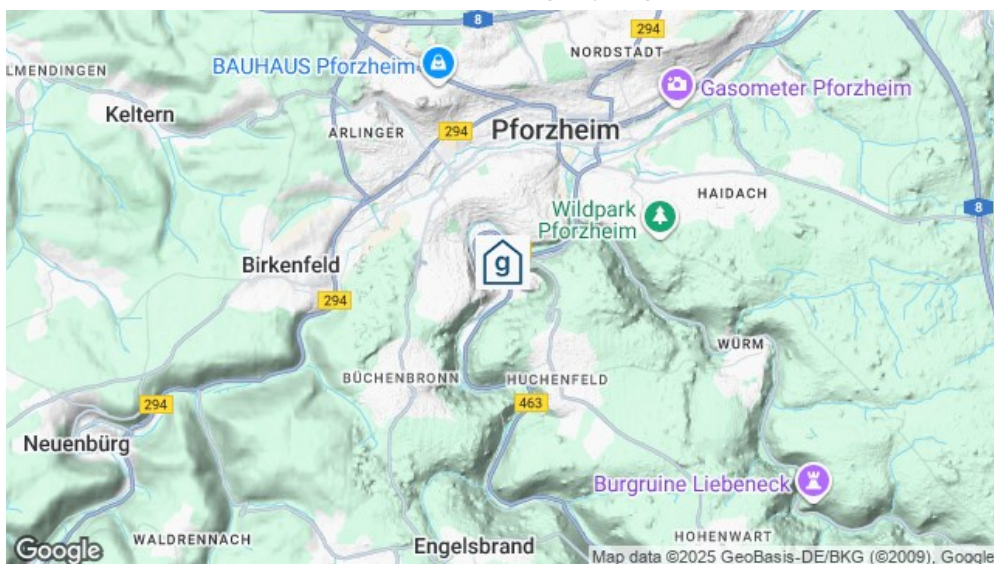 8
294
NORDSTADT
LMENDINGEN
BAUHAUS Pforzheim
Gasometer Pforzheim
Keltern
ARLINGER
294
Pforzheim
HAIDACH
8
Wildpark
Pforzheim
g
Birkenfeld
294
WÜRM
BÜCHENBRONN
HUCHENFELD
294
463
Neuenbürg
Burgruine Liebeneck
WALDRENNACH
Engelsbrand
HOHENWART
Google
Map data ©2025 GeoBasis-DE/BKG (©2009), Google